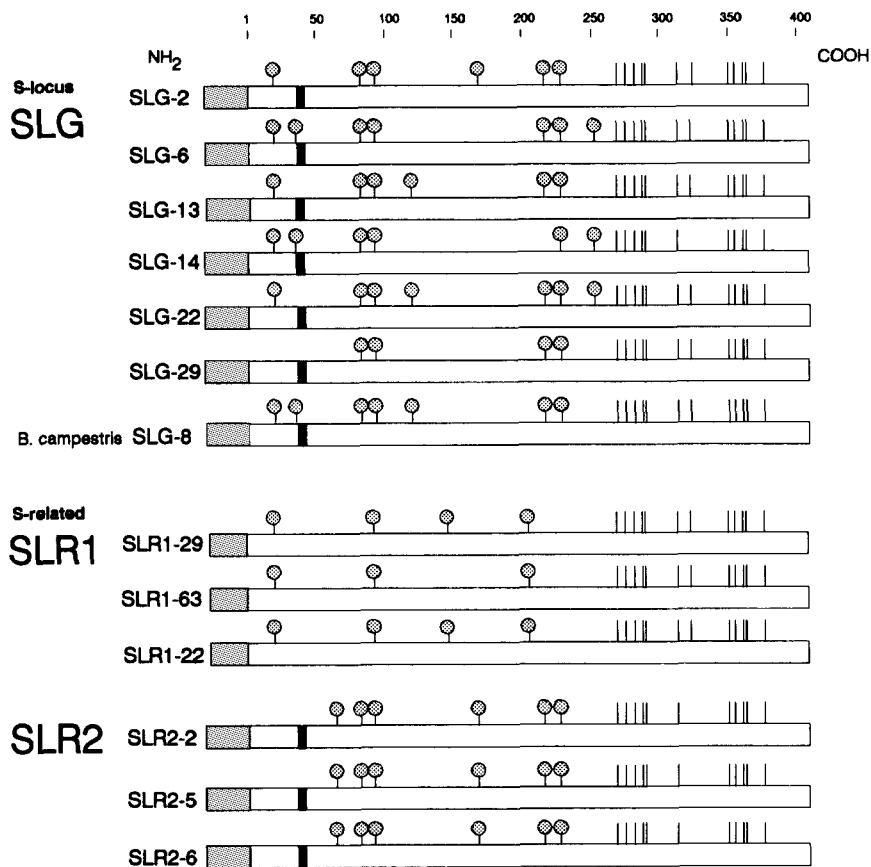 1 50 100 150 200 250 300 350 400
NH2 COOH
S-locus
SLG
SLG-2
SLG-6
SLG-13
SLG-14
SLG-22
SLG-29
B. campestris SLG-8
S-related
SLR1
SLR1-29
SLR1-63
SLR1-22
SLR2
SLR2-2
SLR2-5
SLR2-6